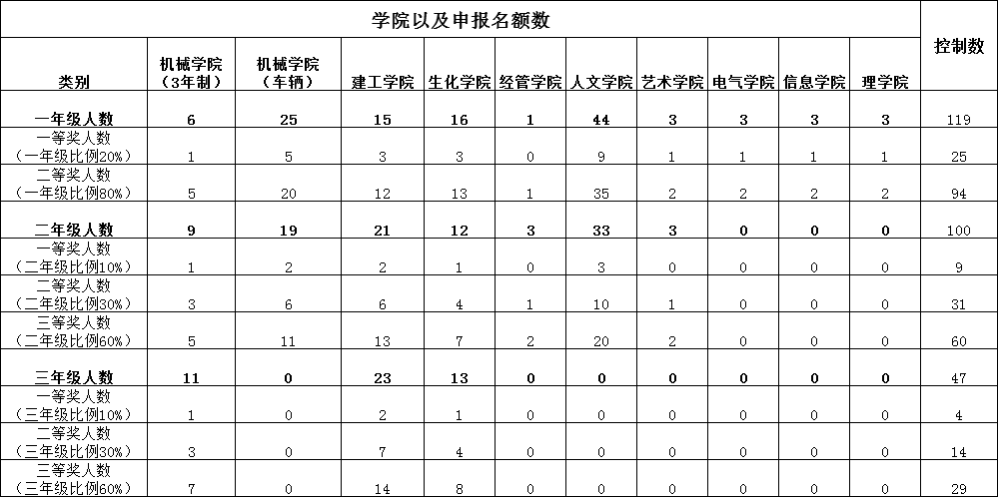 学院以及申报名额数 控制数
类别 机械学院（3年制） 机械学院（车辆） 建工学院 生化学院 经管学院 人文学院 艺术学院 电气学院 信息学院 理学院
一年级人数 6 25 15 16 1 44 3 3 3 3 119
一等奖人数
（一年级比例20%） 1 5 3 3 0 9 1 1 1 1 25
二等奖人数
（一年级比例80%） 5 20 12 13 1 35 2 2 2 2 94
二年级人数 9 19 21 12 3 33 3 0 0 0 100
一等奖人数
（二年级比例10%） 1 2 2 1 0 3 0 0 0 0 9
二等奖人数
（二年级比例30%） 3 6 6 4 1 10 1 0 0 0 31
三等奖人数
（二年级比例60%） 5 11 13 7 2 20 2 0 0 0 60
三年级人数 11 0 23 13 0 0 0 0 0 0 47
一等奖人数
（三年级比例10%） 1 0 2 1 0 0 0 0 0 0 4
二等奖人数
（三年级比例30%） 3 0 7 4 0 0 0 0 0 0 14
三等奖人数
（三年级比例60%） 7 0 14 8 0 0 0 0 0 0 29